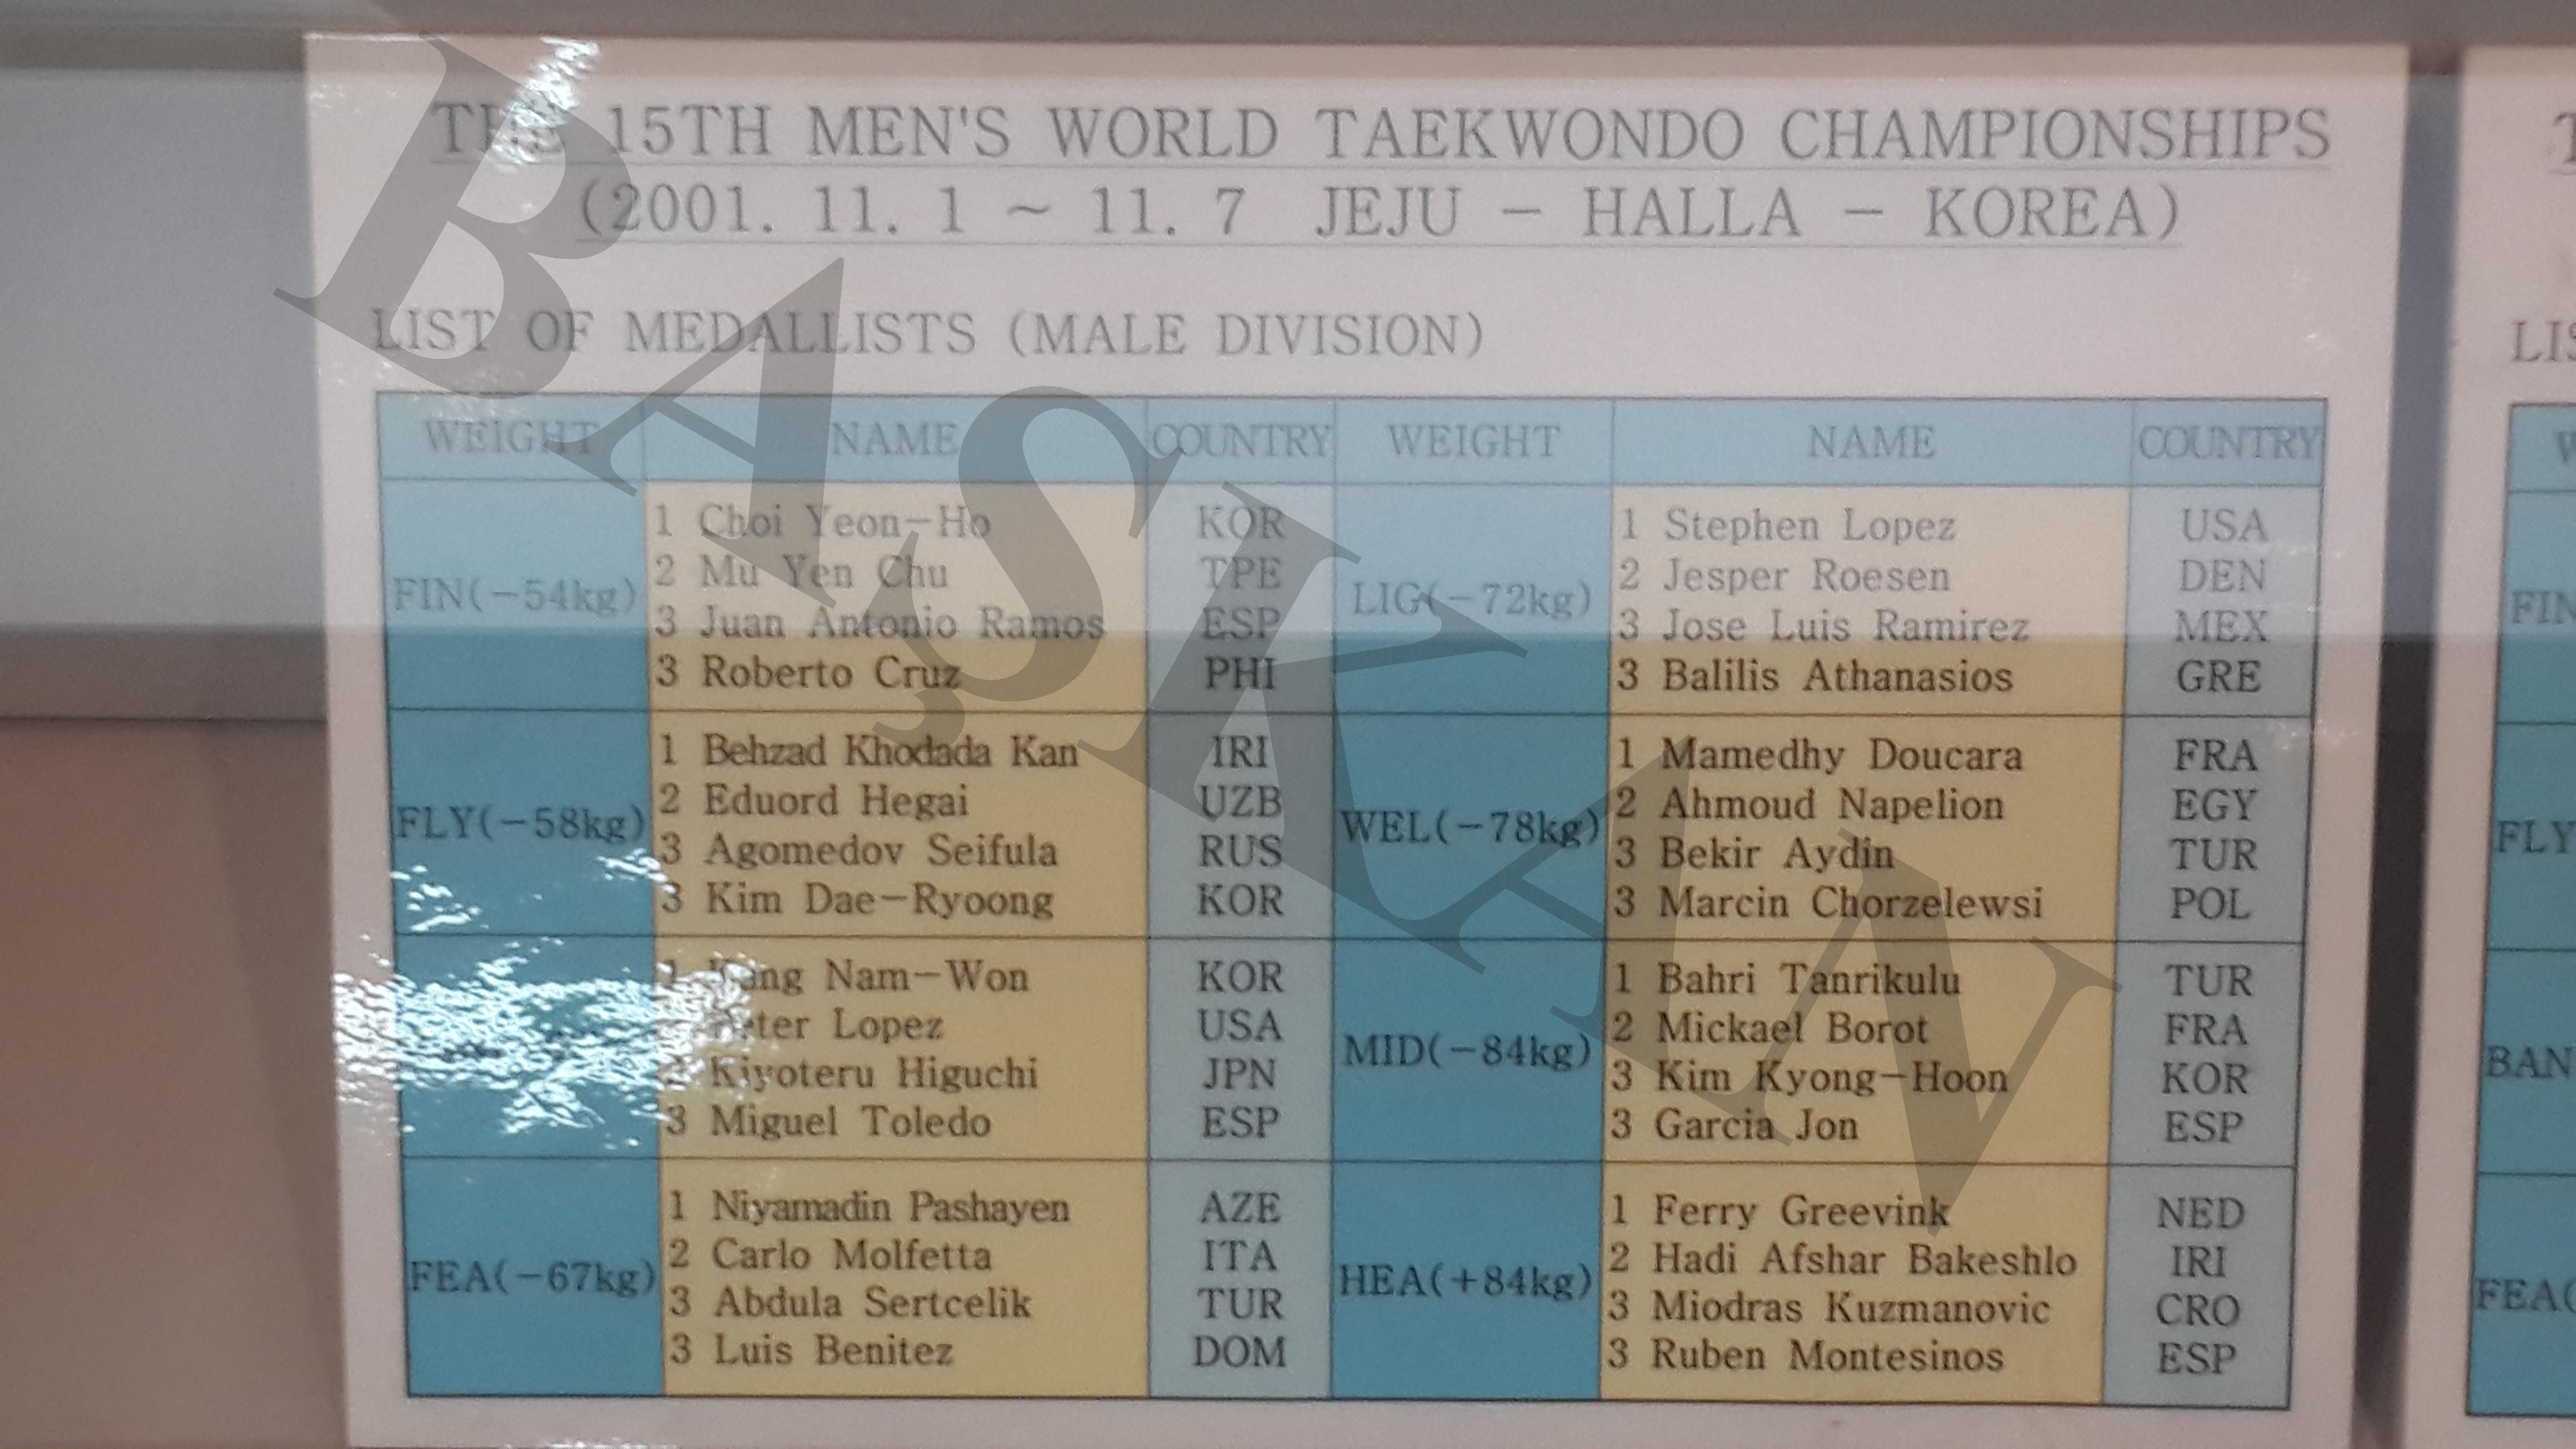 THE 15TH MEN'S WORLD TAEKWONDO CHAMPIONSHIPS
(2001. 11. 1 ~ 11. 7 JEJU - HALLA - KOREA)
LIST OF MEDALLISTS (MALE DIVISION)
WEIGHT NAME COUNTRY WEIGHT NAME COUNTRY
FIN(-54kg)
1 Choi Yeon-Ho KOR
2 Mu Yen Chu TPE
3 Juan Antonio Ramos ESP
3 Roberto Cruz PHI
LIG(-72kg)
1 Stephen Lopez USA
2 Jesper Roesen DEN
3 Jose Luis Ramirez MEX
3 Balilis Athanasios GRE
FLY(-58kg)
1 Behzad Khodada Kan IRI
2 Eduord Hegai UZB
3 Agomedov Seifula RUS
3 Kim Dae-Ryoong KOR
WEL(-78kg)
1 Mamedhy Doucara FRA
2 Ahmoud Napelion EGY
3 Bekir Aydin TUR
3 Marcin Chorzelewsi POL
1 Nam-Won KOR
Lopez USA
Kiyoteru Higuchi JPN
3 Miguel Toledo ESP
MID(-84kg)
1 Bahri Tanrikulu TUR
2 Mickael Borot FRA
3 Kim Kyong-Hoon KOR
3 Garcia Jon ESP
FEA(-67kg)
1 Niyamadin Pashayen AZE
2 Carlo Molfetta ITA
3 Abdula Sertcelik TUR
3 Luis Benitez DOM
HEA(+84kg)
1 Ferry Greevink NED
2 Hadi Afshar Bakeshlo IRI
3 Miodras Kuzmanovic CRO
3 Ruben Montesinos ESP
LIS
FIN
FLY
BAN
FEA(
BASKAN